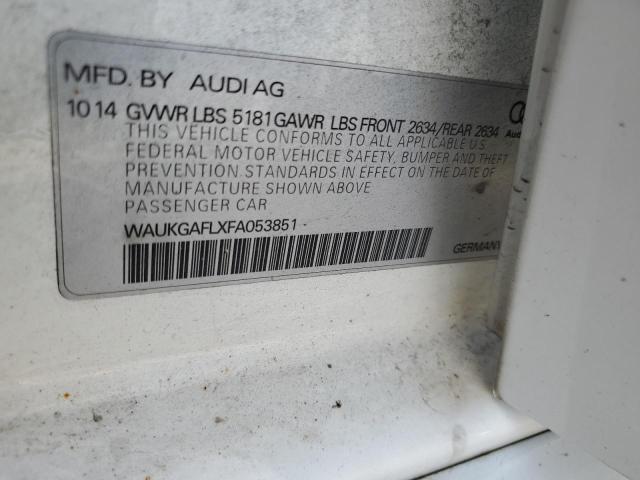 MFD. BY AUDI AG
10 14 GVWR LBS 5181 GAWR LBS FRONT 2634/REAR 2634
THIS VEHICLE CONFORMS TO ALL APPLICABLE U.S.
FEDERAL MOTOR VEHICLE SAFETY, BUMPER AND THEFT
PREVENTION STANDARDS IN EFFECT ON THE DATE OF
MANUFACTURE SHOWN ABOVE
PASSENGER CAR
WAUKGAFLXFA053851
GERMANY